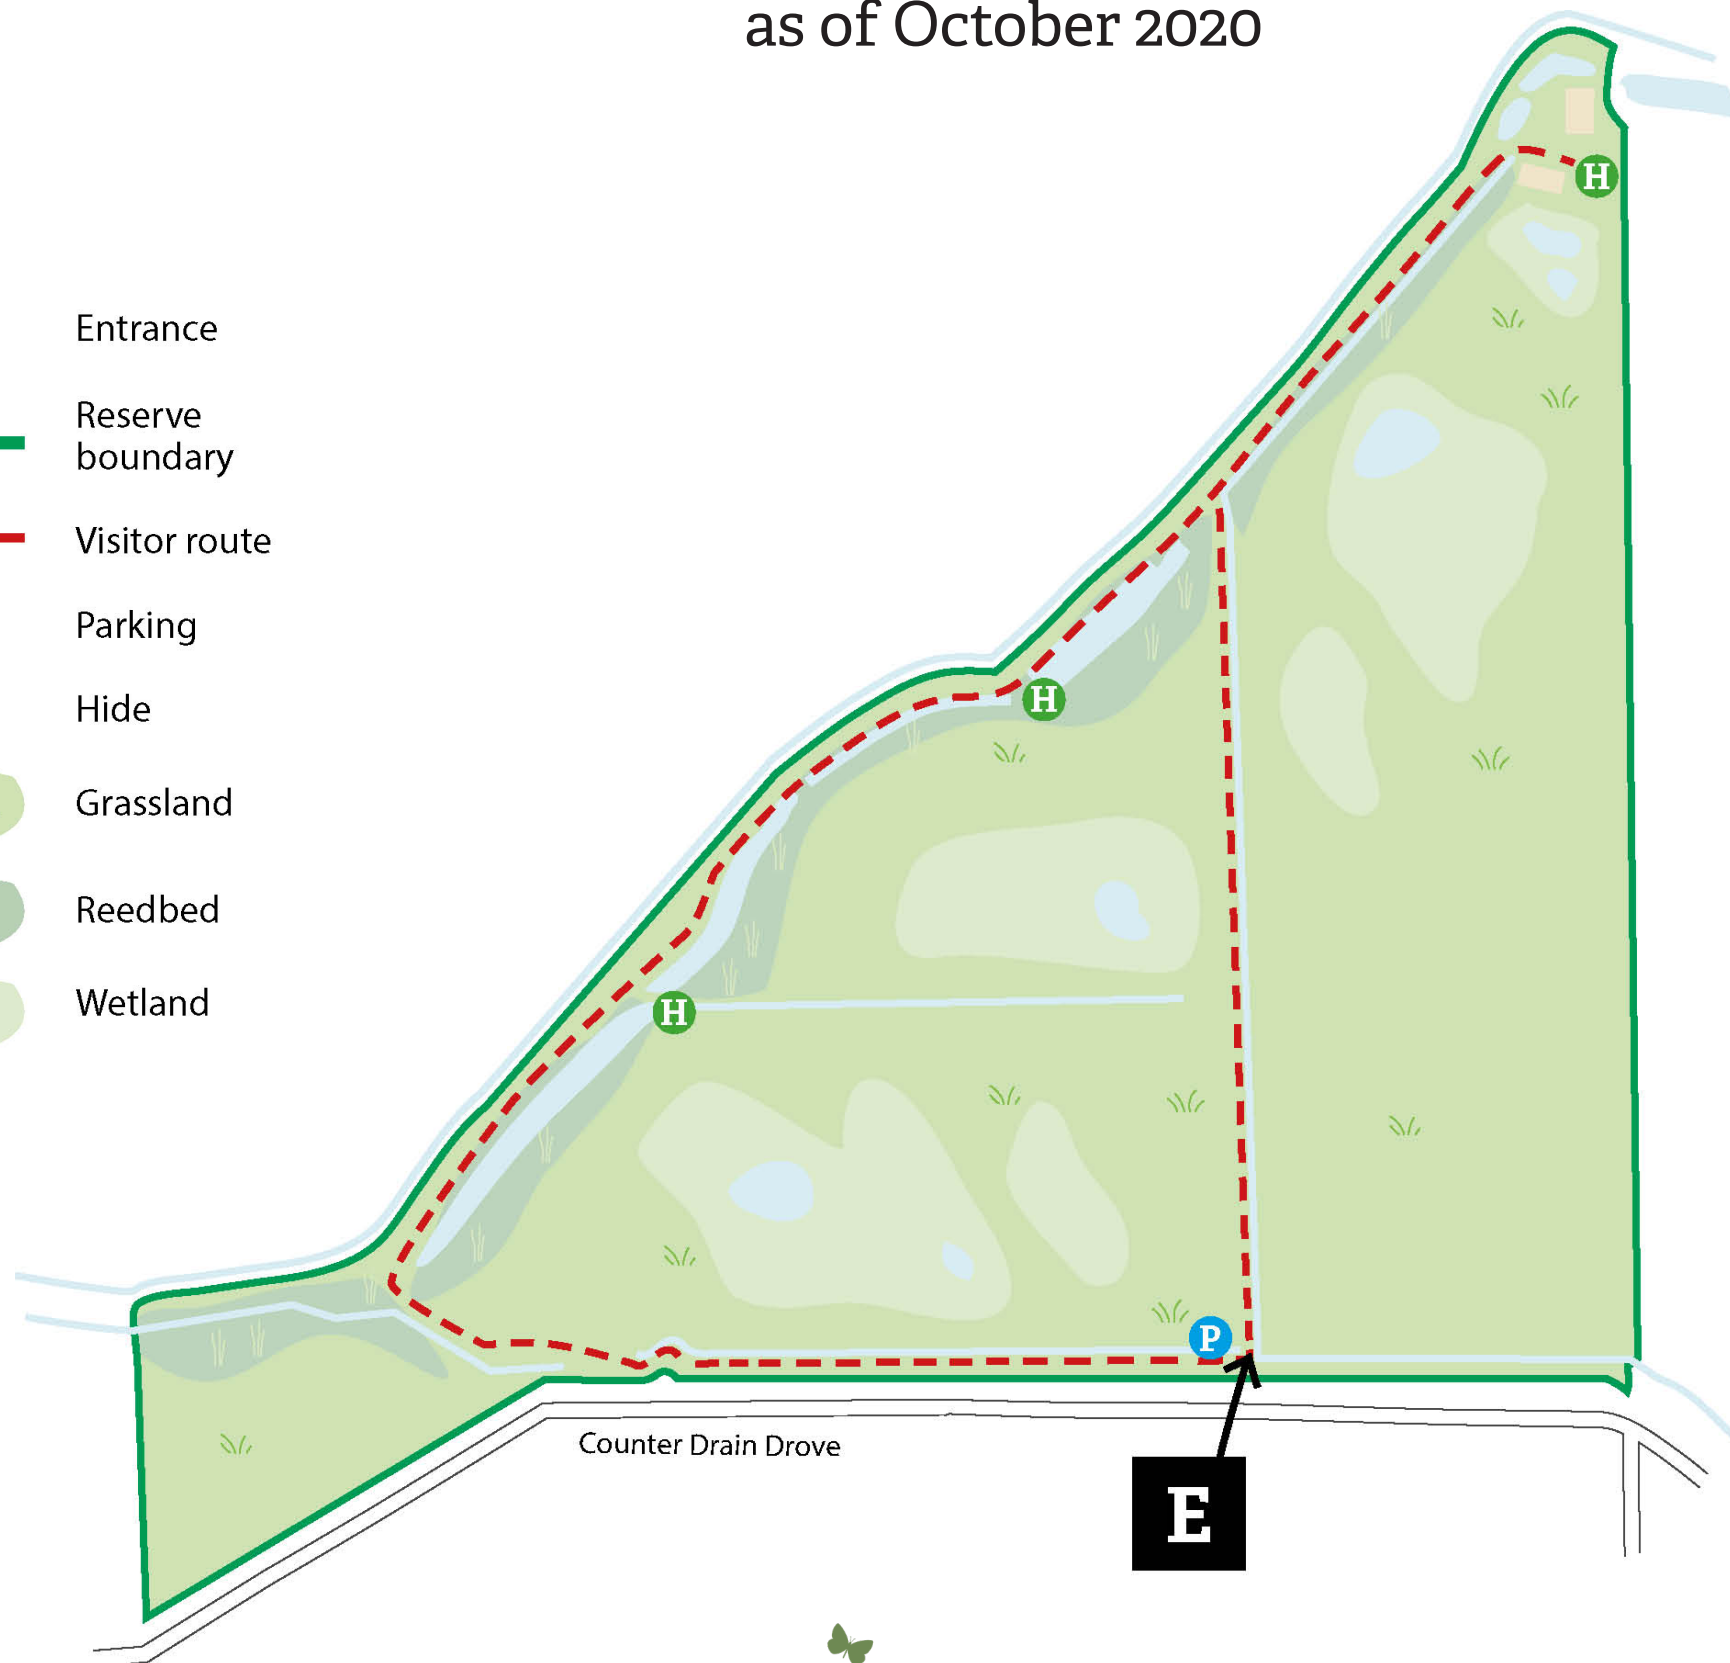 as of October 2020
Entrance
Reserve
boundary
Visitor route
Parking
Hide
Grassland
Reedbed
Wetland
H
H
H
P
Counter Drain Drove
E